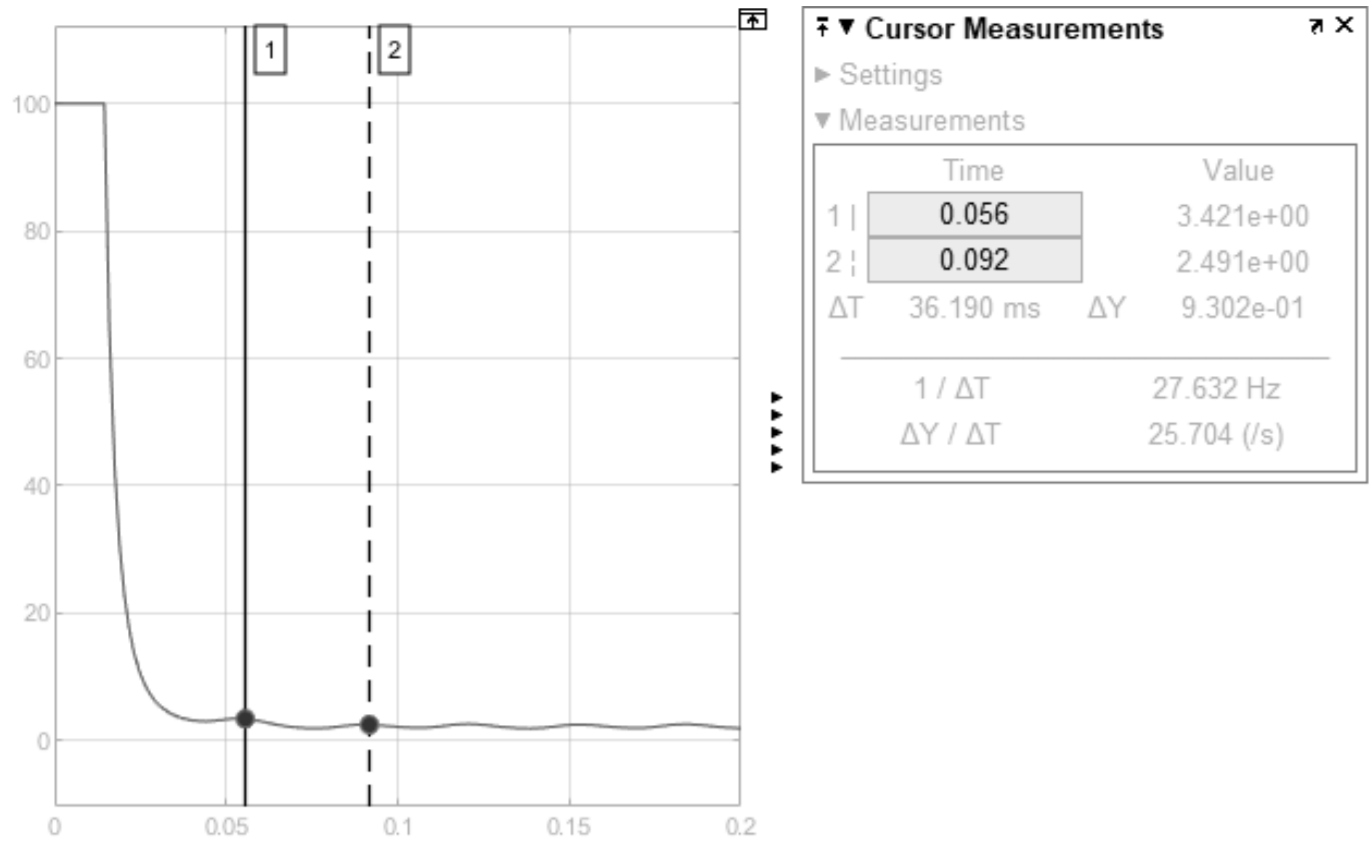 1
2
100
80
60
40
20
0
0 0.05 0.1 0.15 0.2
Cursor Measurements
Settings
Measurements
Time Value
1 | 0.056 3.421e+00
2 ¦ 0.092 2.491e+00
ΔT 36.190 ms ΔY 9.302e-01
1 / ΔT 27.632 Hz
ΔY / ΔT 25.704 (/s)